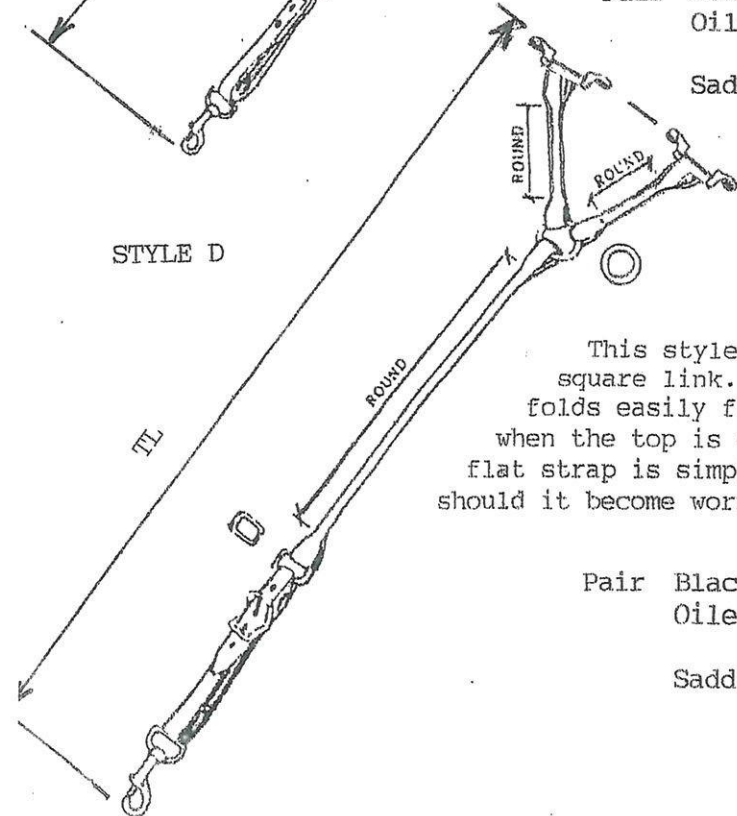 Oil
Sad
ROUND
ROUND
STYLE D
ROUND
TL
This style
square link.
folds easily f
when the top is
flat strap is simp
should it become wor
Pair Blac
Oile
Sadd